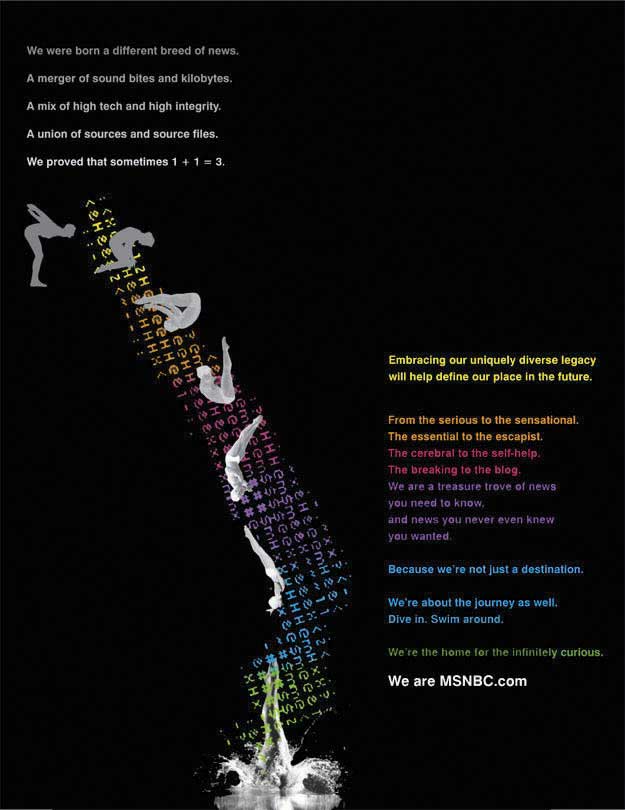 We were born a different breed of news.
A merger of sound bites and kilobytes.
A mix of high tech and high integrity.
A union of sources and source files.
We proved that sometimes 1 + 1 = 3.
Embracing our uniquely diverse legacy
will help define our place in the future.
From the serious to the sensational.
The essential to the escapist.
The cerebral to the self-help.
The breaking to the blog.
We are a treasure trove of news
you need to know,
and news you never even knew
you wanted.
Because we're not just a destination.
We're about the journey as well.
Dive in. Swim around.
We're the home for the infinitely curious.
We are MSNBC.com